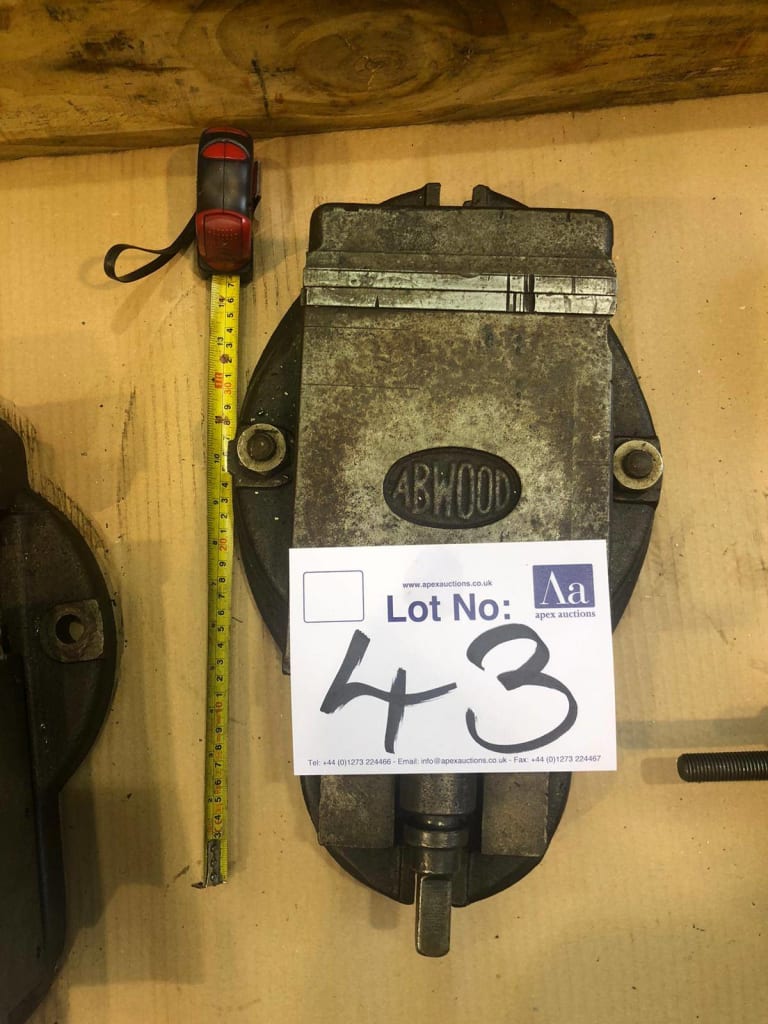 ABWOOD
www.apexauctions.co.uk
Lot No:
Aa
apex auctions
43
Tel: +44 (0)1273 224466 - Email: info@apexauctions.co.uk - Fax: +44 (0)1273 224467